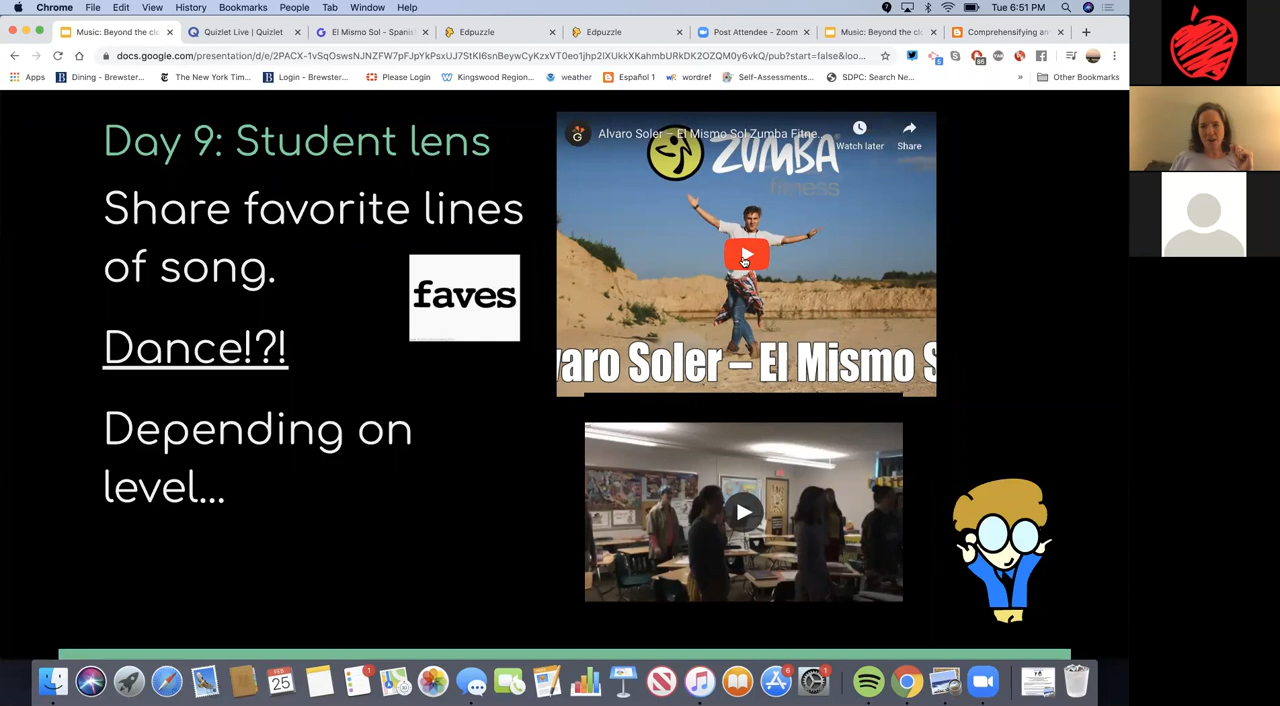 Chrome File Edit View History Bookmarks People Tab Window Help
Tue 6:51 PM
Music: Beyond the cl
Quizlet Live | Quizlet
El Mismo Sol - Spanis
Edpuzzle
Edpuzzle
Post Attendee - Zoom
Music: Beyond the cl
Comprehensifying an
Apps
Dining - Brewster...
The New York Tim...
Login - Brewster...
Please Login
Kingswood Region...
weather
Español 1
wordref
Self-Assessments...
SDPC: Search Ne...
»
Other Bookmarks
Day 9: Student lens
Share favorite lines
of song.
faves
Dance!?!
Depending on
level...
G
Alvaro Soler – El Mismo Sol Zumba Fitne...
Watch later
Share
ZUMBA
fitness
varo Soler – El Mismo S
FEB
25